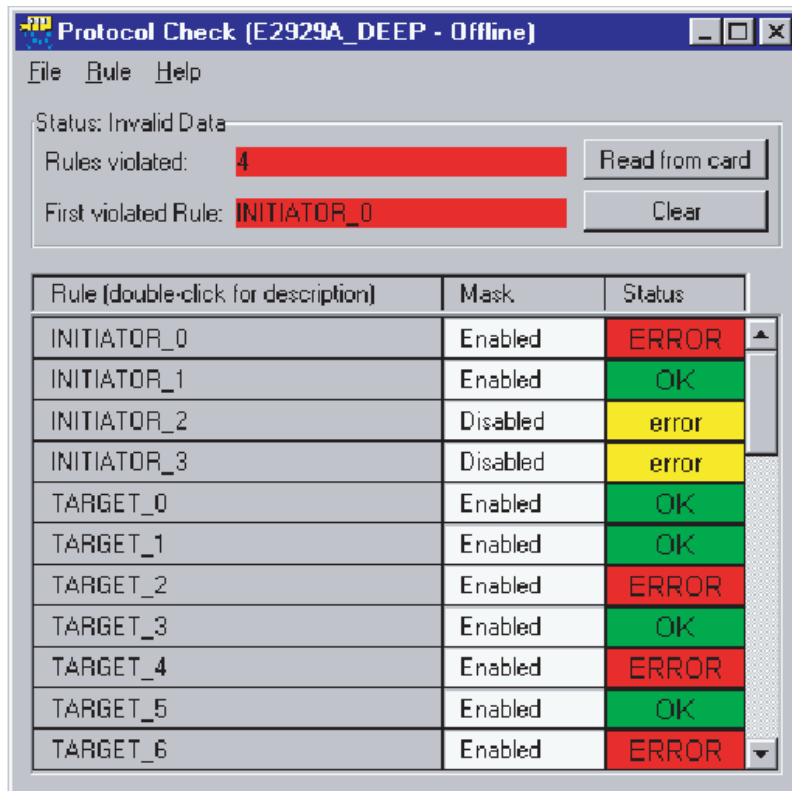 Protocol Check (E2929A_DEEP - Offline)
File Rule Help
Status: Invalid Data
Rules violated: 4 Read from card
First violated Rule: INITIATOR_0 Clear
Rule (double-click for description) Mask Status
INITIATOR_0 Enabled ERROR
INITIATOR_1 Enabled OK
INITIATOR_2 Disabled error
INITIATOR_3 Disabled error
TARGET_0 Enabled OK
TARGET_1 Enabled OK
TARGET_2 Enabled ERROR
TARGET_3 Enabled OK
TARGET_4 Enabled ERROR
TARGET_5 Enabled OK
TARGET_6 Enabled ERROR